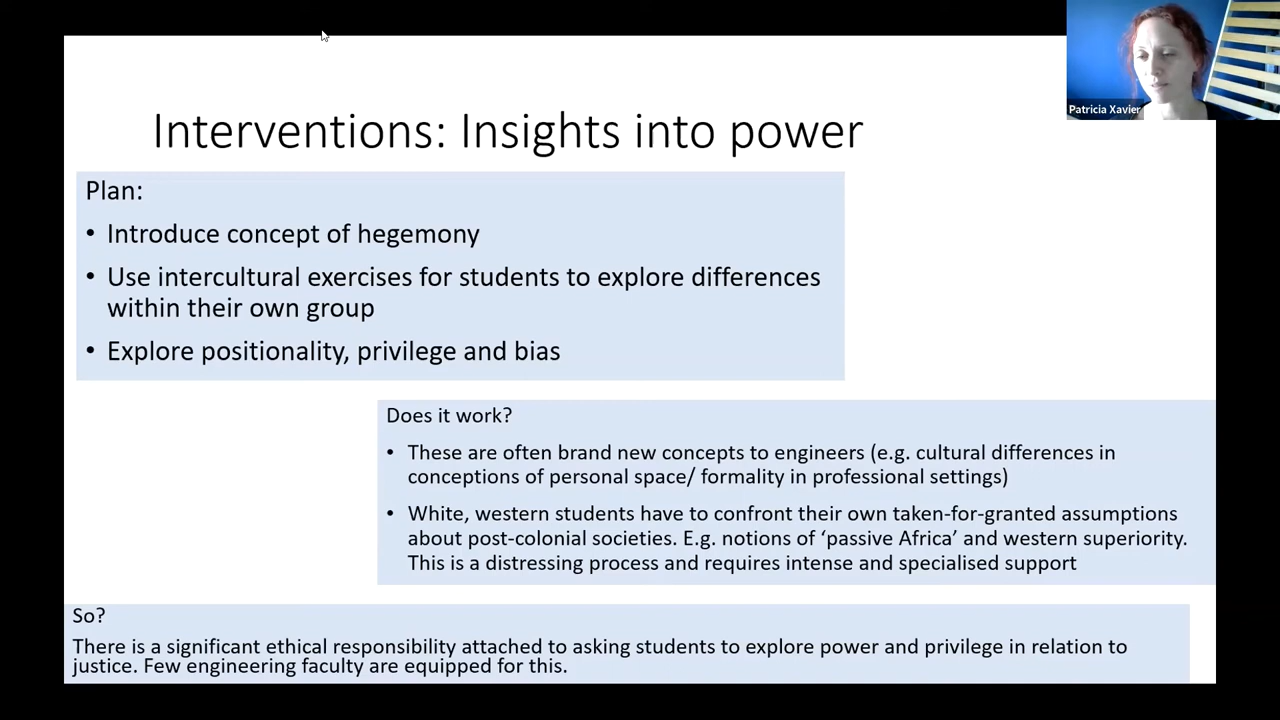 Patricia Xavier
Interventions: Insights into power
Plan:
• Introduce concept of hegemony
• Use intercultural exercises for students to explore differences
within their own group
• Explore positionality, privilege and bias
Does it work?
• These are often brand new concepts to engineers (e.g. cultural differences in
conceptions of personal space/ formality in professional settings)
• White, western students have to confront their own taken-for-granted assumptions
about post-colonial societies. E.g. notions of ‘passive Africa’ and western superiority.
This is a distressing process and requires intense and specialised support
So?
There is a significant ethical responsibility attached to asking students to explore power and privilege in relation to
justice. Few engineering faculty are equipped for this.